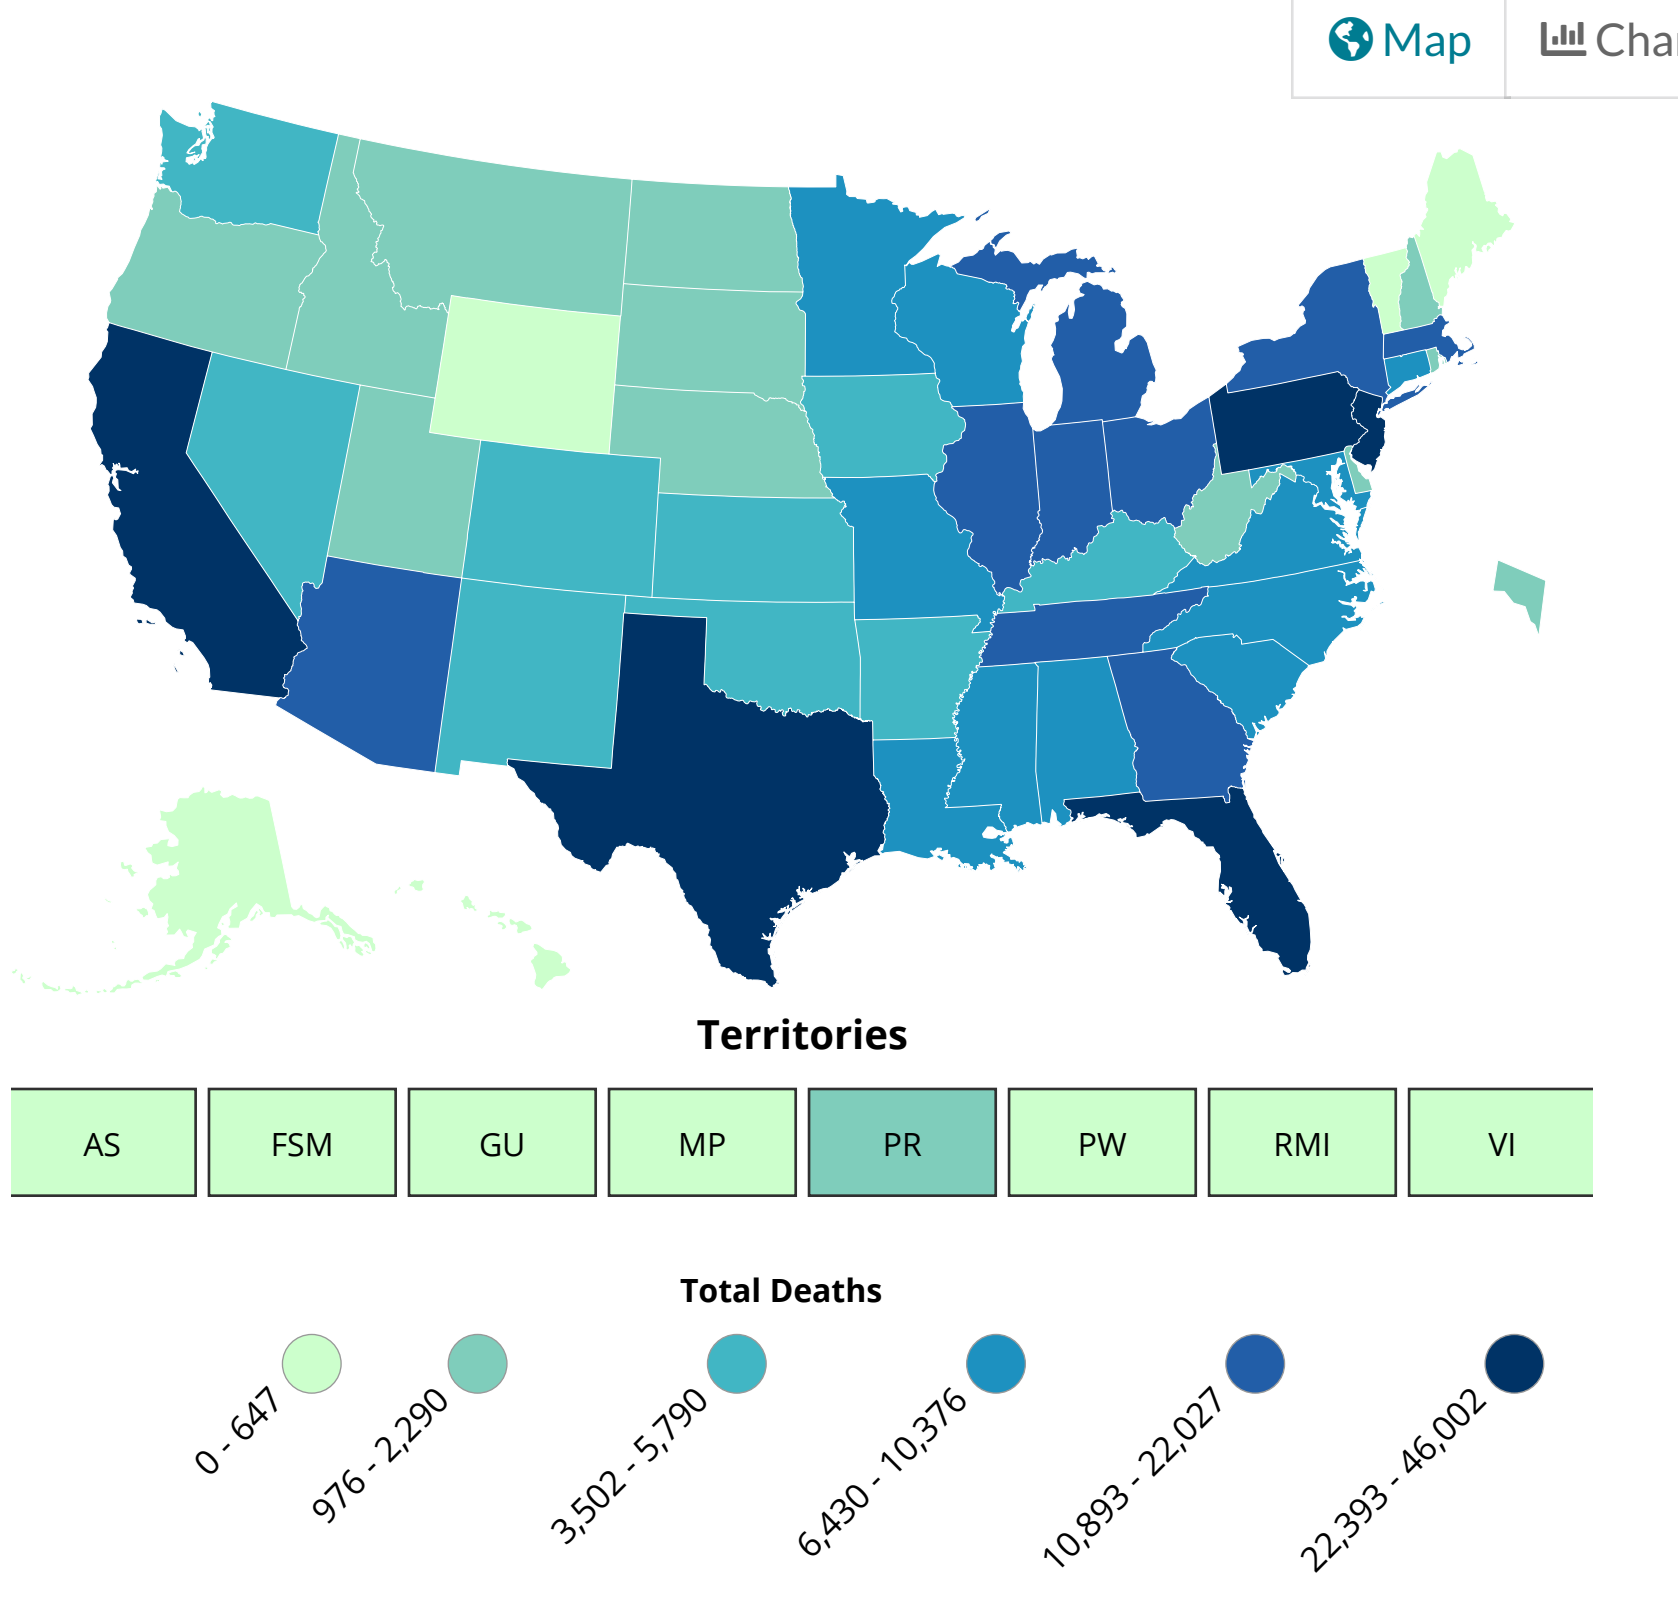 Map
Territories
AS FSM GU MP PR PW RMI VI
Total Deaths
0 - 647
976 - 2,290
3,502 - 5,790
6,430 - 10,376
10,893 - 22,027
22,393 - 46,002